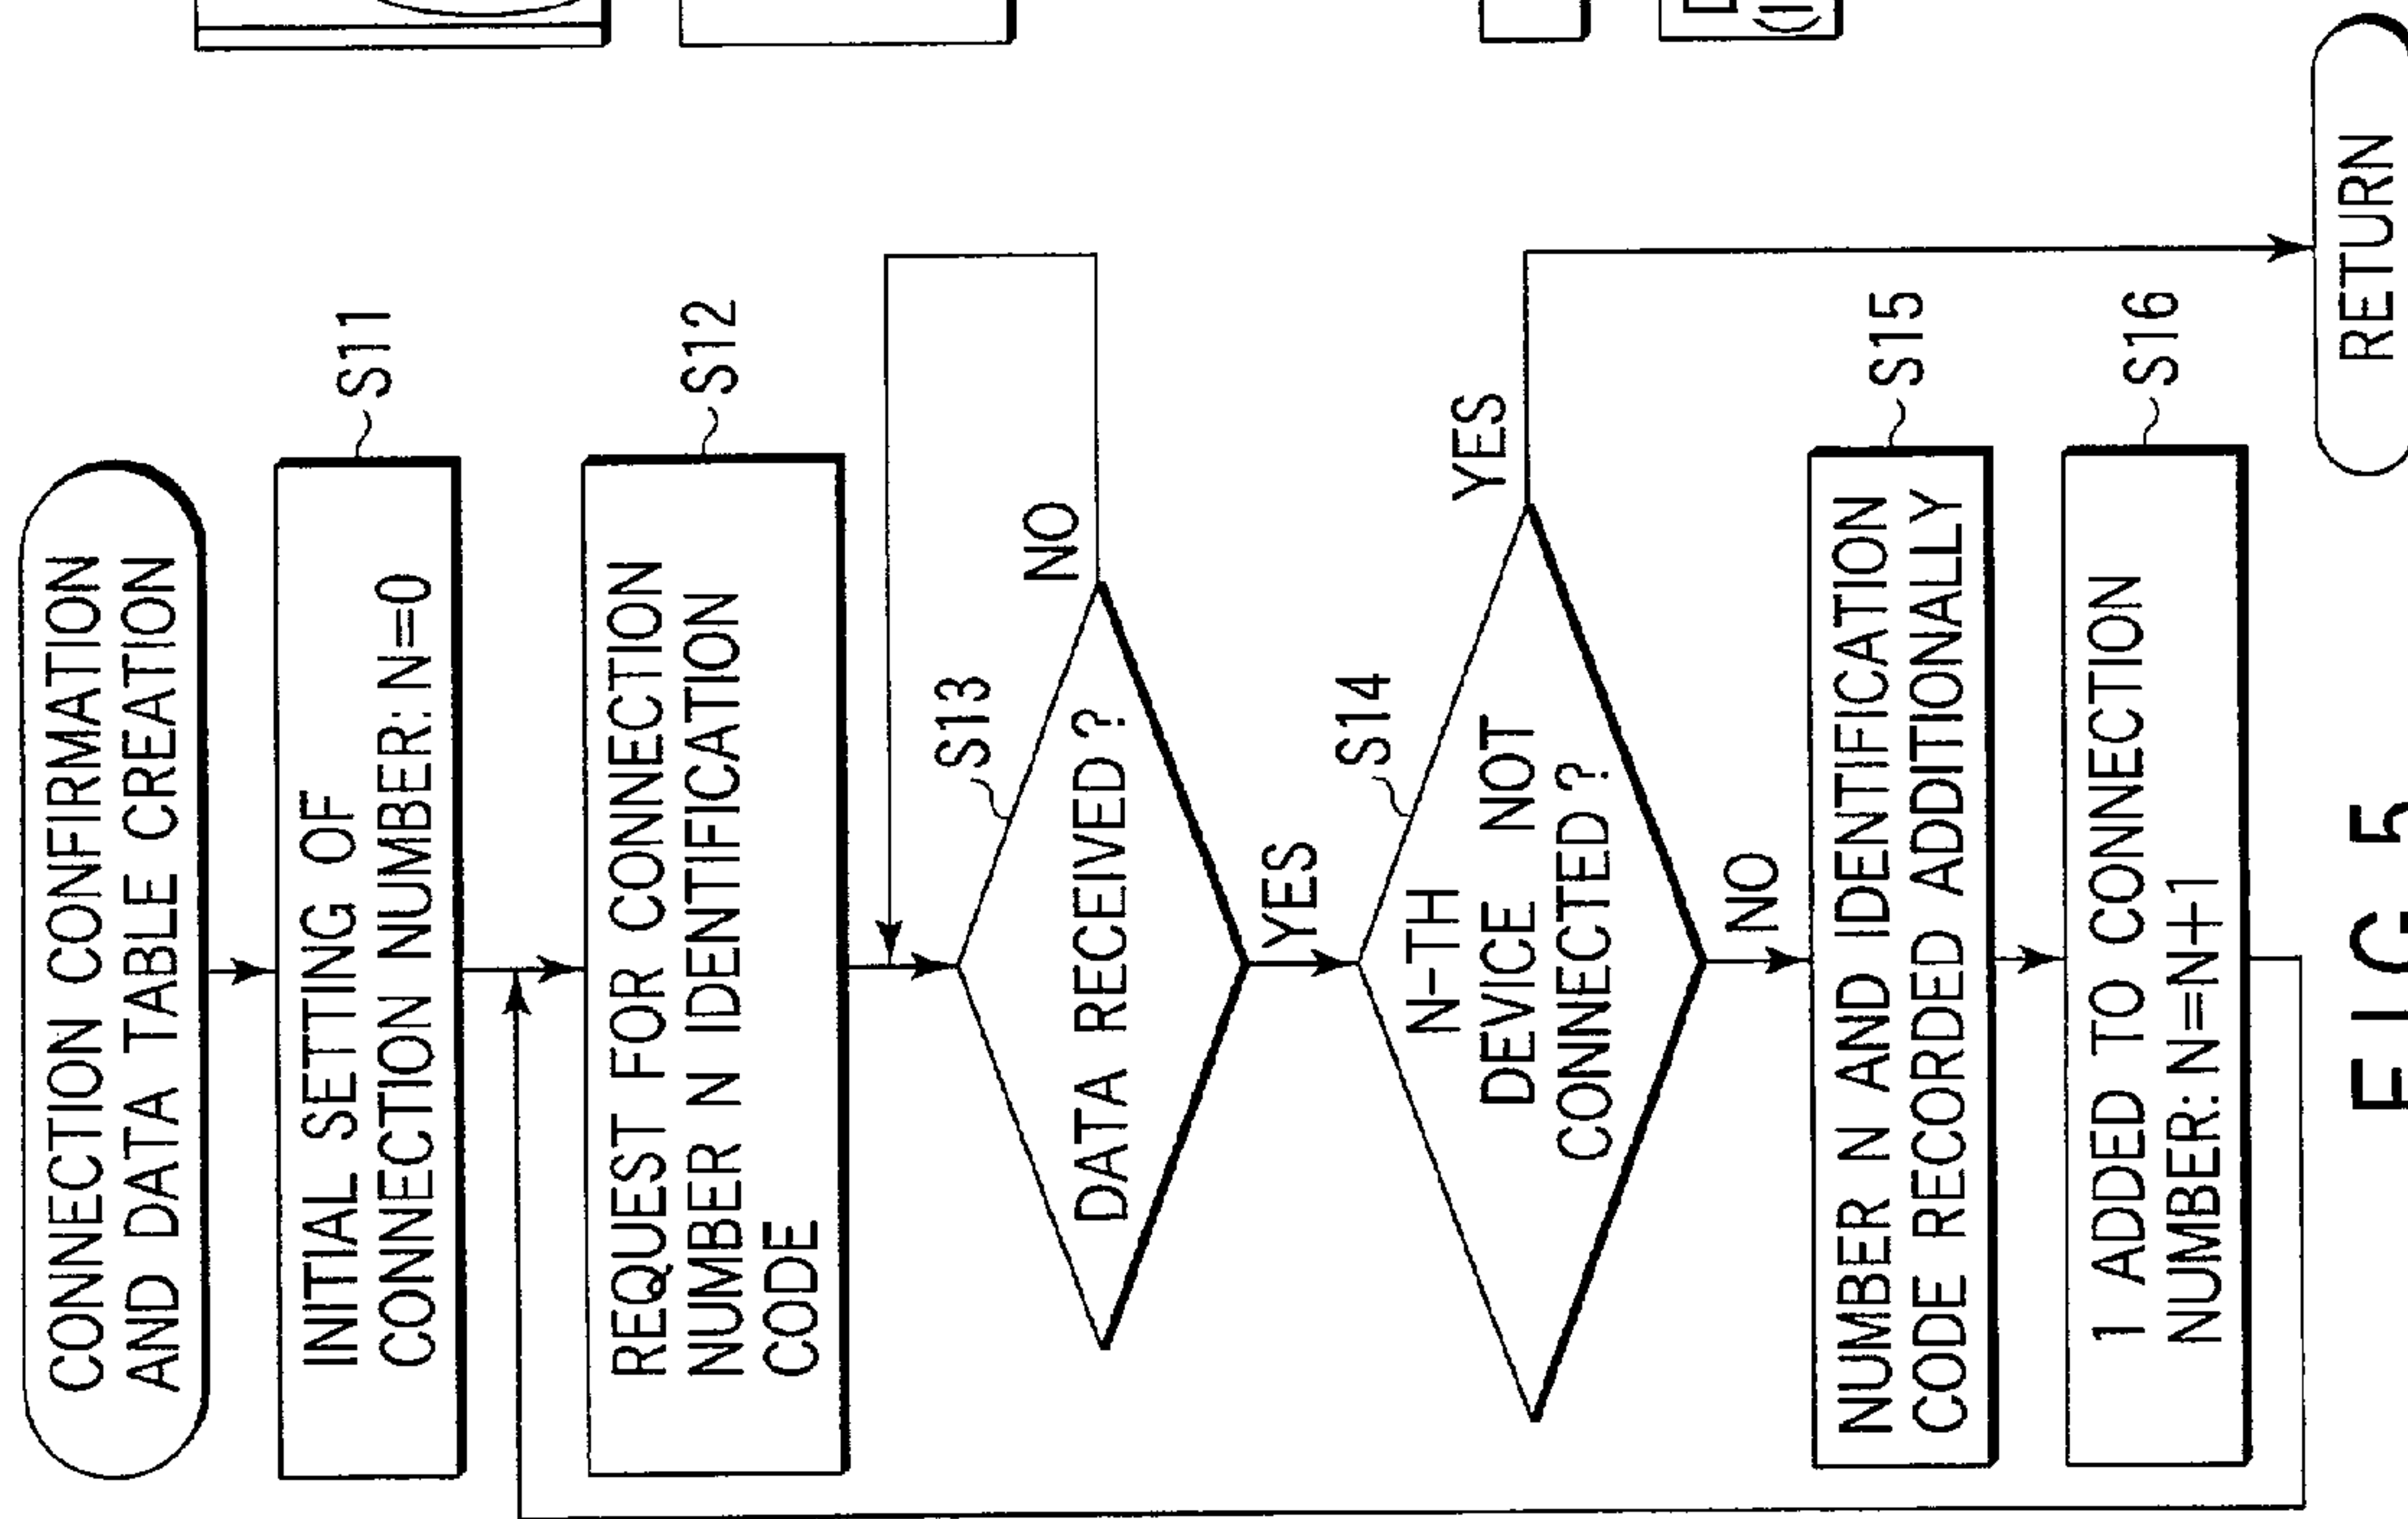 CONNECTION CONFIRMATION
AND DATA TABLE CREATION
INITIAL SETTING OF
CONNECTION NUMBER: N=0
S11
REQUEST FOR CONNECTION
NUMBER N IDENTIFICATION
CODE
S12
S13
DATA RECEIVED?
NO
YES
S14
N-TH
DEVICE NOT
CONNECTED?
YES
NO
NUMBER N AND IDENTIFICATION
CODE RECORDED ADDITIONALLY
S15
1 ADDED TO CONNECTION
NUMBER: N=N+1
S16
RETURN
FIG. 5